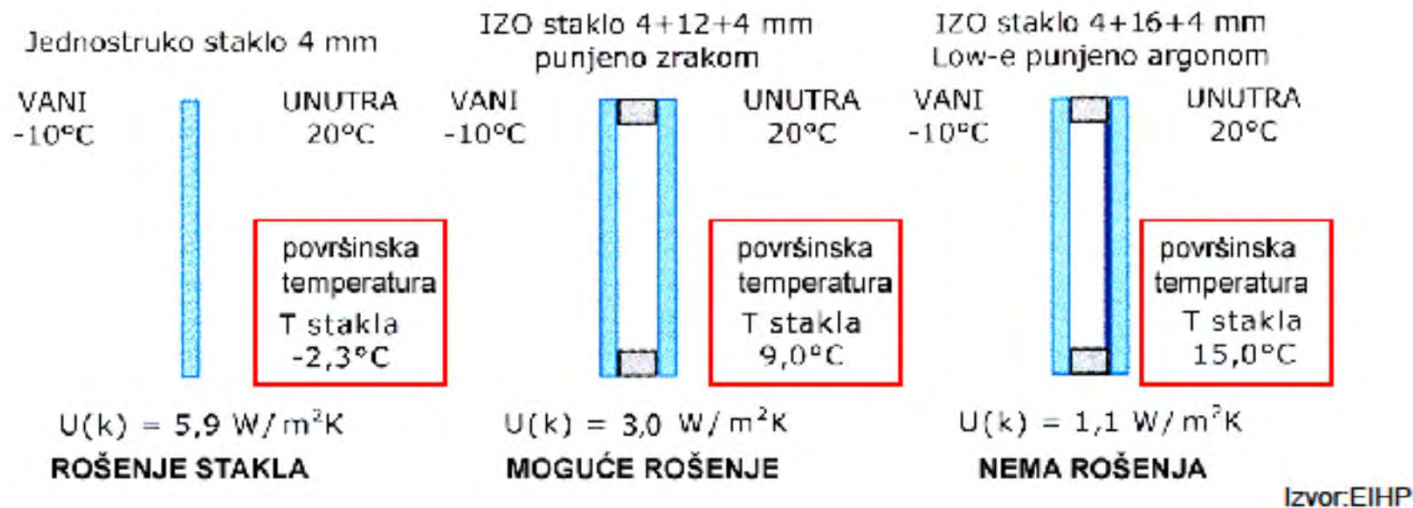 Jednostruko staklo 4 mm
VANI
-10°C
UNUTRA
20°C
površinska
temperatura
T stakla
-2,3°C
U(k) = 5,9 W/m²K
ROŠENJE STAKLA
IZO staklo 4+12+4 mm
punjeno zrakom
VANI
-10°C
UNUTRA
20°C
površinska
temperatura
T stakla
9,0°C
U(k) = 3,0 W/m²K
MOGUĆE ROŠENJE
IZO staklo 4+16+4 mm
Low-e punjeno argonom
VANI
-10°C
UNUTRA
20°C
površinska
temperatura
T stakla
15,0°C
U(k) = 1,1 W/m²K
NEMA ROŠENJA
Izvor:EIHP